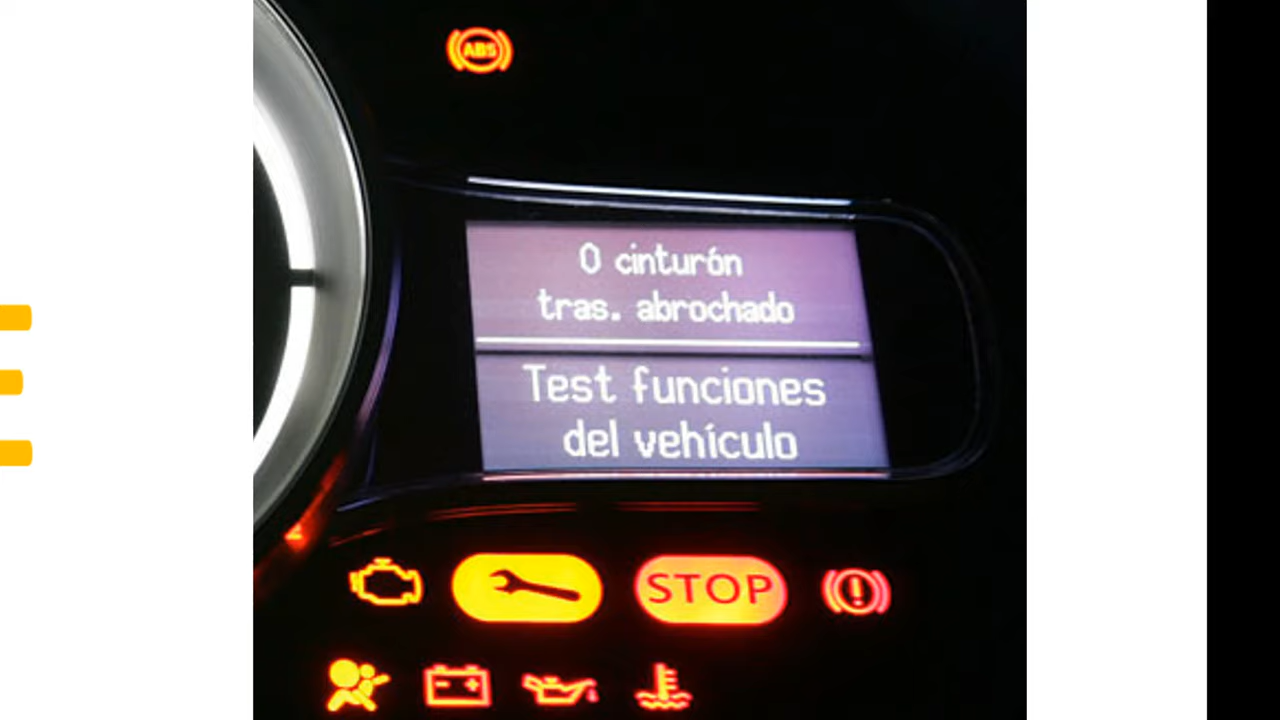 ABS
0 cinturón
tras. abrochado
Test funciones
del vehículo
STOP